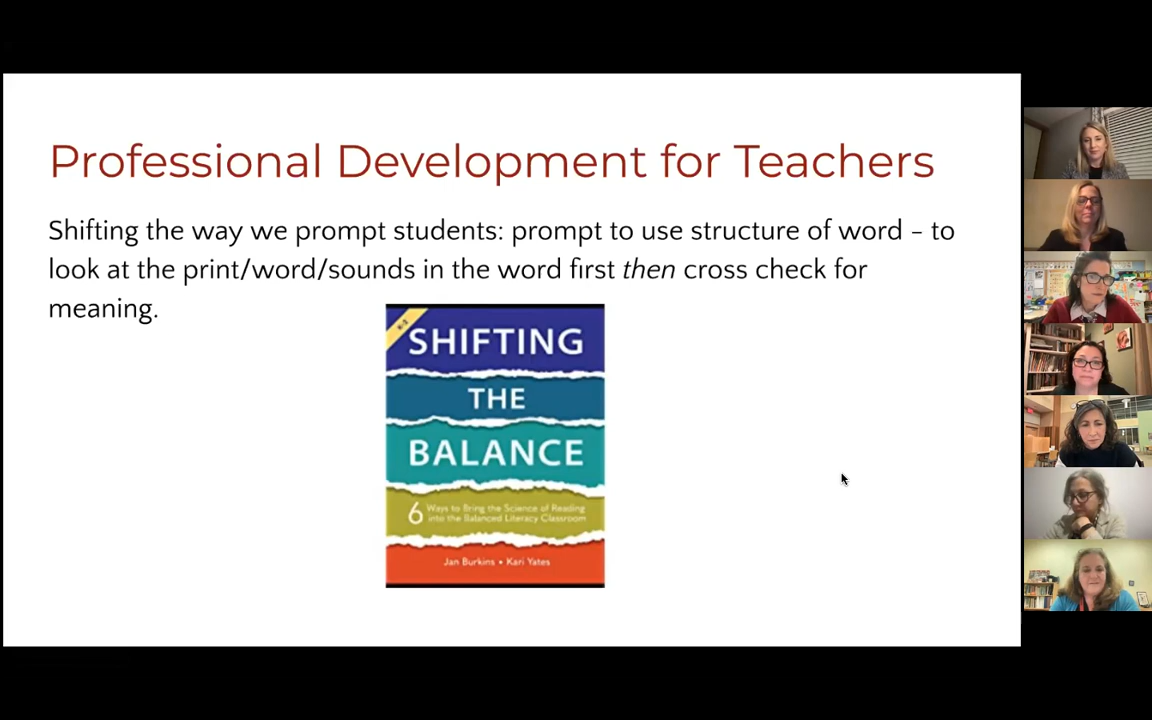 Professional Development for Teachers
Shifting the way we prompt students: prompt to use structure of word – to
look at the print/word/sounds in the word first then cross check for
meaning.
K-2
SHIFTING
THE
BALANCE
6 Ways to Bring the Science of Reading
into the Balanced Literacy Classroom
Jan Burkins • Kari Yates